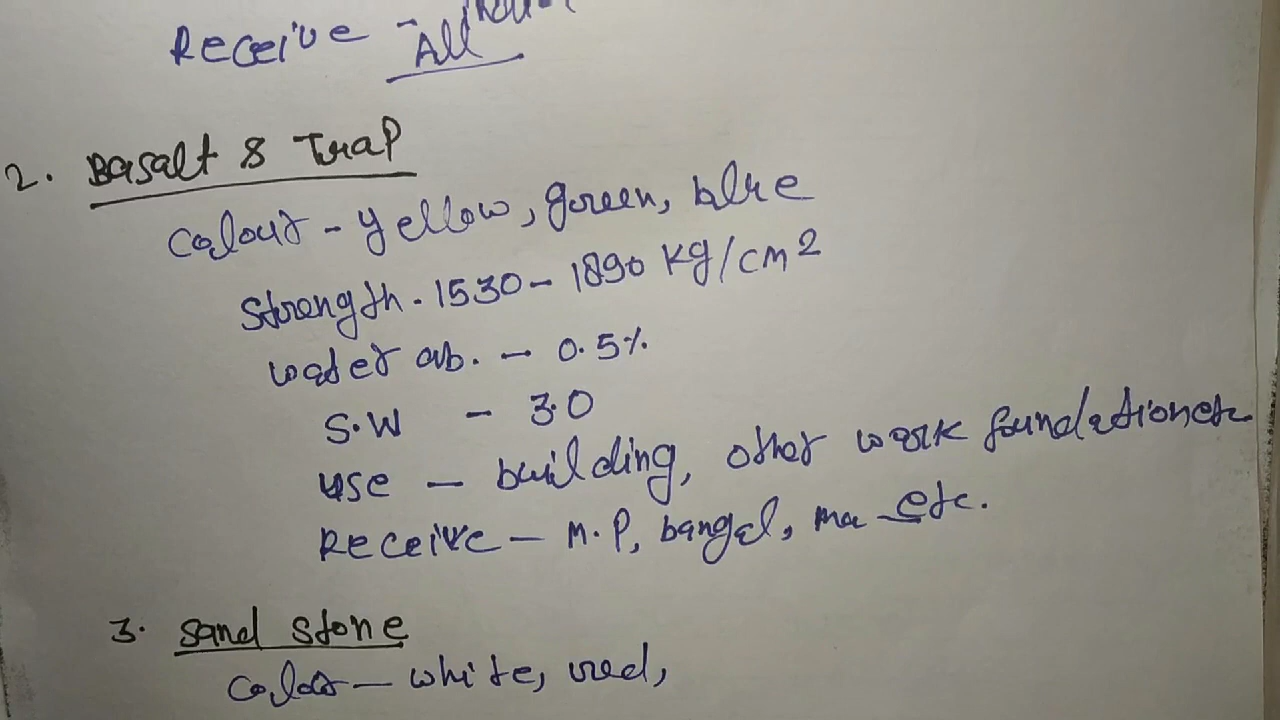 Receive - All
2. Basalt & Trap
Colour - Yellow, green, blue
Strength - 1530 - 1890 kg/cm²
water ab. - 0.5%
S.W - 3.0
use - building, other work foundation etc
Receive - M.P, bangal, ma etc.
3. Sand stone
Colour - white, red,